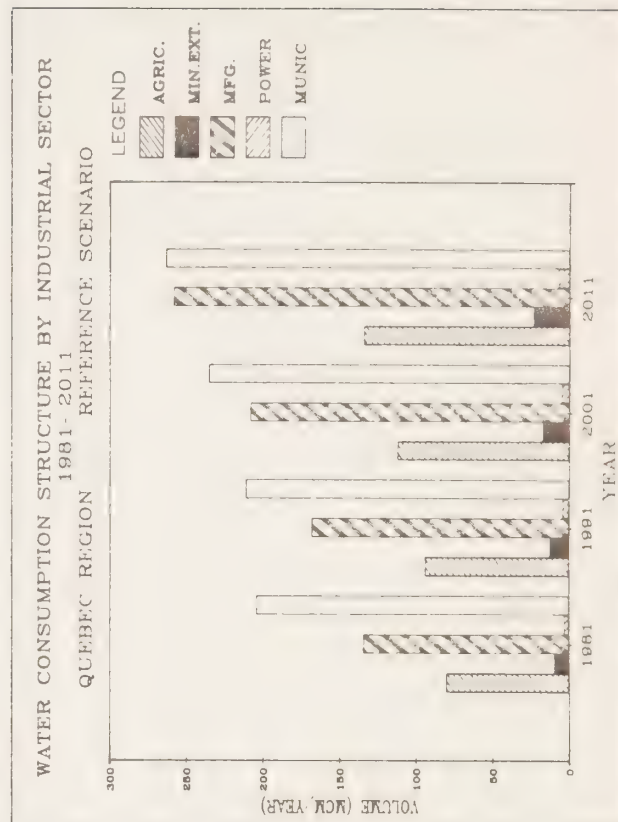 WATER CONSUMPTION STRUCTURE BY INDUSTRIAL SECTOR
1981-2011
QUEBEC REGION REFERENCE SCENARIO
LEGEND
AGRIC.
MIN.EXT.
MFG.
POWER
MUNIC
VOLUME (MCM/YEAR)
300
250
200
150
100
50
0
1981
1991
2001
2011
YEAR